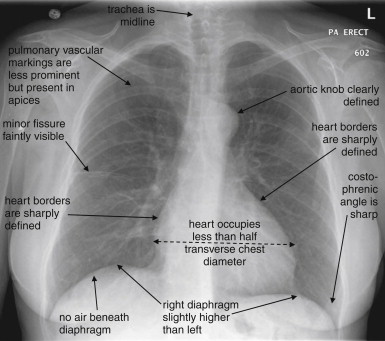 trachea is
midline
L
PA ERECT
602
pulmonary vascular
markings are
less prominent
but present in
apices
aortic knob clearly
defined
minor fissure
faintly visible
heart borders
are sharply
defined
costo-
phrenic
angle is
sharp
heart borders
are sharply
defined
heart occupies
less than half
transverse chest
diameter
no air beneath
diaphragm
right diaphragm
slightly higher
than left